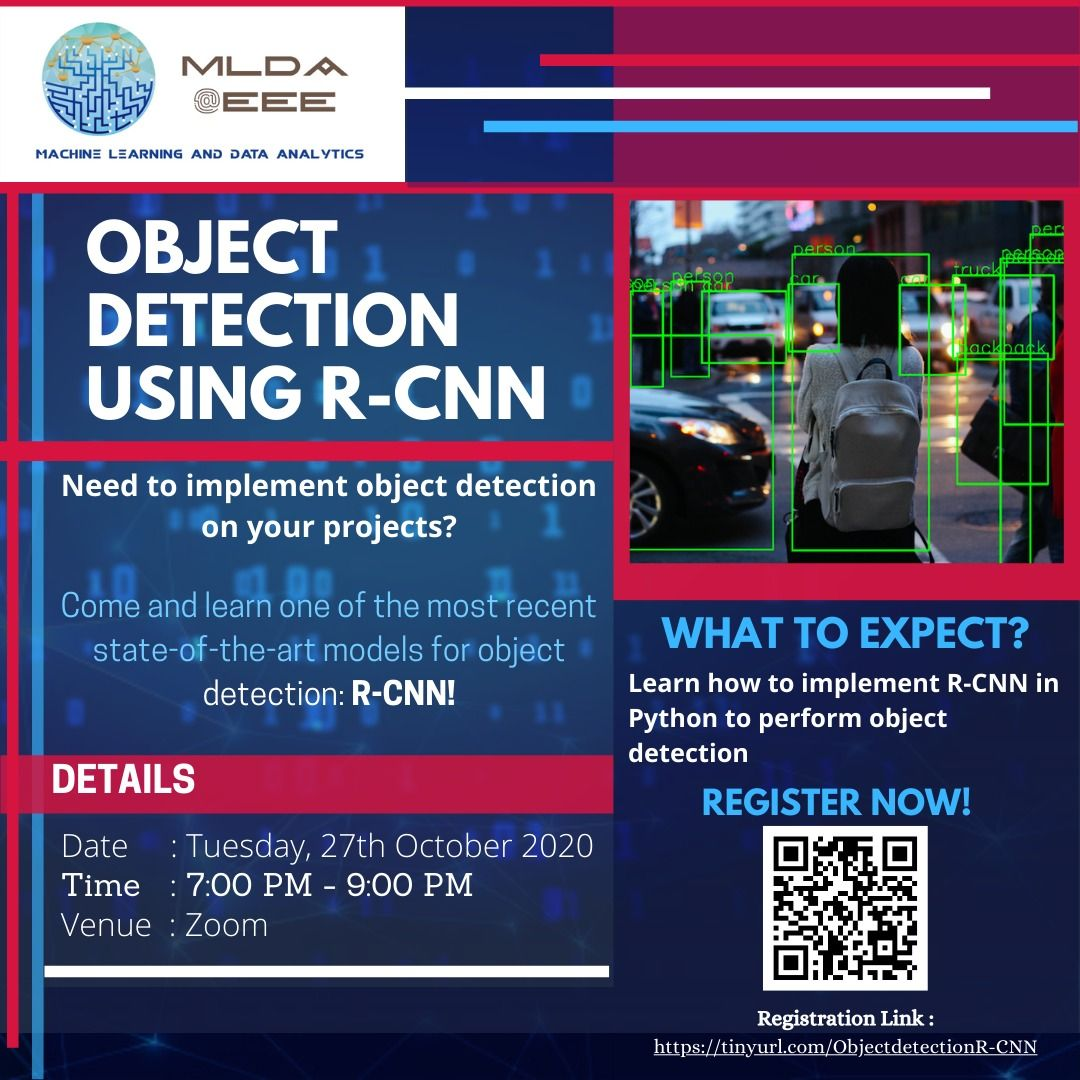 MLDA
@EEE
MACHINE LEARNING AND DATA ANALYTICS
OBJECT
DETECTION
USING R-CNN
person
person
car
person
car
truck
person
backpack
Need to implement object detection
on your projects?
Come and learn one of the most recent
state-of-the-art models for object
detection: R-CNN!
DETAILS
Date : Tuesday, 27th October 2020
Time : 7:00 PM - 9:00 PM
Venue : Zoom
WHAT TO EXPECT?
Learn how to implement R-CNN in
Python to perform object
detection
REGISTER NOW!
Registration Link :
https://tinyurl.com/ObjectdetectionR-CNN